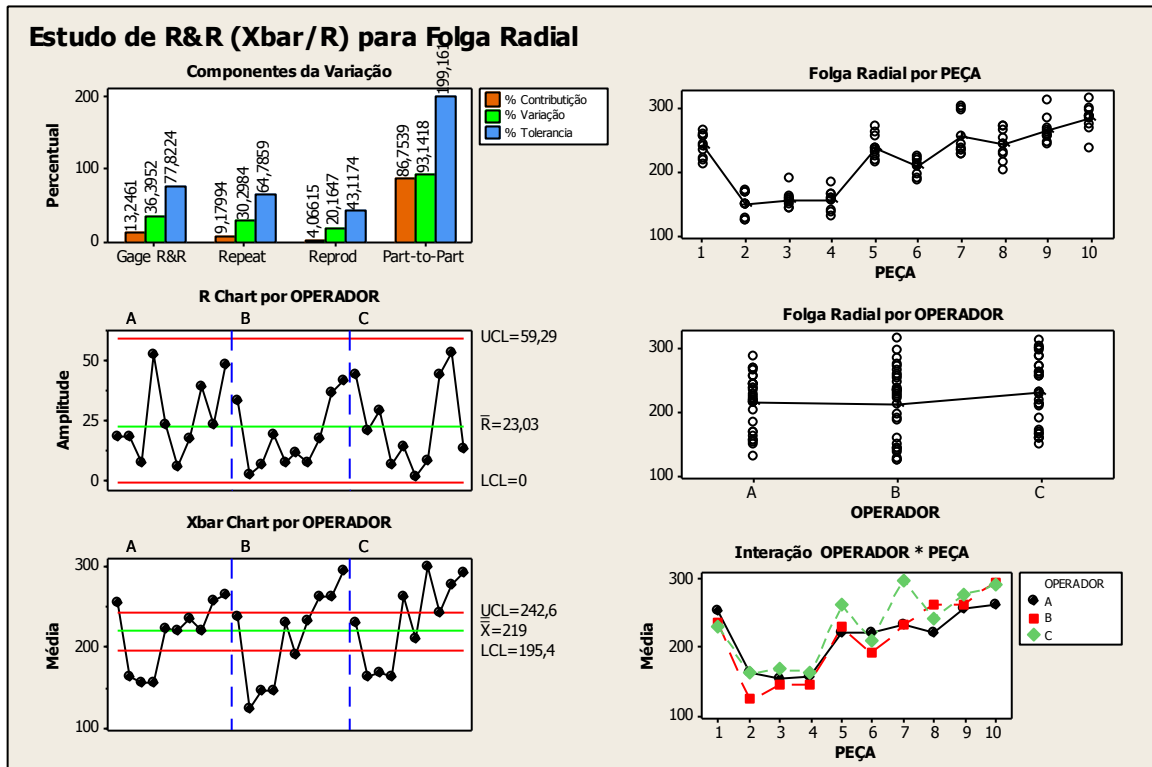 Estudo de R&R (Xbar/R) para Folga Radial
Componentes da Variação
Percentual
200
100
0
13,2461
36,3952
77,8224
9,17994
30,2984
64,7859
4,06615
20,1647
43,1174
86,7539
93,1418
199,161
Gage R&R
Repeat
Reprod
Part-to-Part
% Contributição
% Variação
% Tolerancia
R Chart por OPERADOR
A
B
C
Amplitude
50
25
0
UCL=59,29
R̅=23,03
LCL=0
Xbar Chart por OPERADOR
A
B
C
Média
300
200
100
UCL=242,6
X̿=219
LCL=195,4
Folga Radial por PEÇA
300
200
100
1 2 3 4 5 6 7 8 9 10
PEÇA
Folga Radial por OPERADOR
300
200
100
A B C
OPERADOR
Interação OPERADOR * PEÇA
Média
300
200
100
1 2 3 4 5 6 7 8 9 10
PEÇA
OPERADOR
A
B
C